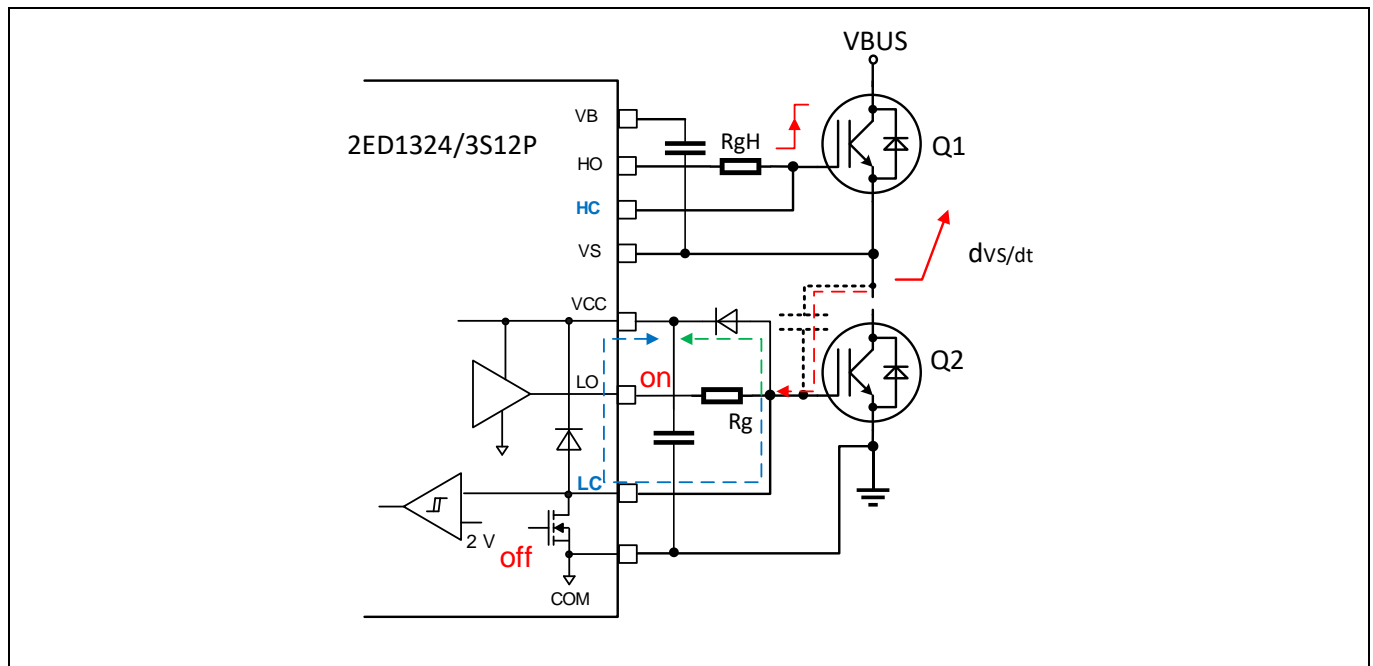 VBUS
2ED1324/3S12P
VB
HO
HC
VS
RgH
Q1
dVS/dt
VCC
LO
on
Rg
Q2
LC
2 V
off
COM